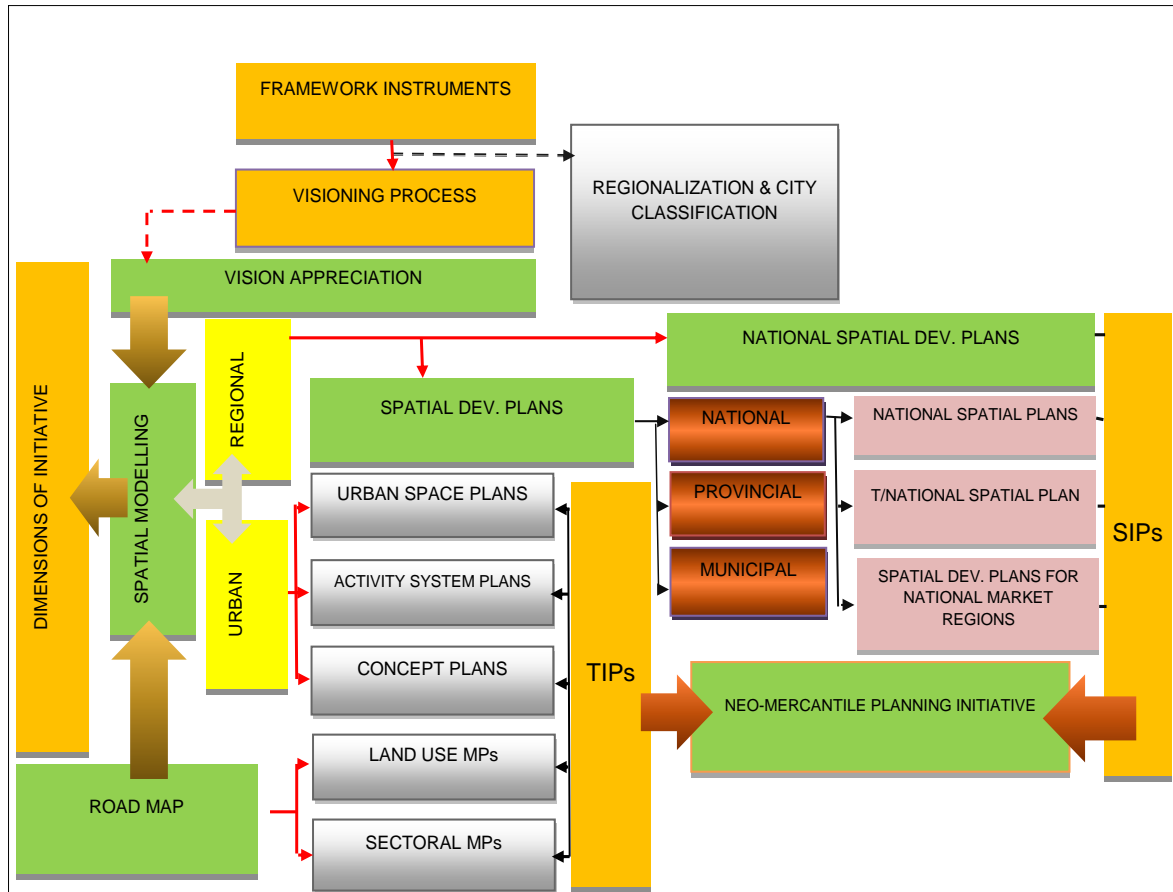 FRAMEWORK INSTRUMENTS
REGIONALIZATION & CITY
CLASSIFICATION
VISIONING PROCESS
VISION APPRECIATION
DIMENSIONS OF INITIATIVE
SPATIAL MODELLING
REGIONAL
URBAN
NATIONAL SPATIAL DEV. PLANS
SPATIAL DEV. PLANS
NATIONAL
PROVINCIAL
MUNICIPAL
NATIONAL SPATIAL PLANS
T/NATIONAL SPATIAL PLAN
SPATIAL DEV. PLANS FOR
NATIONAL MARKET
REGIONS
SIPs
URBAN SPACE PLANS
ACTIVITY SYSTEM PLANS
CONCEPT PLANS
LAND USE MPs
SECTORAL MPs
TIPs
NEO-MERCANTILE PLANNING INITIATIVE
ROAD MAP